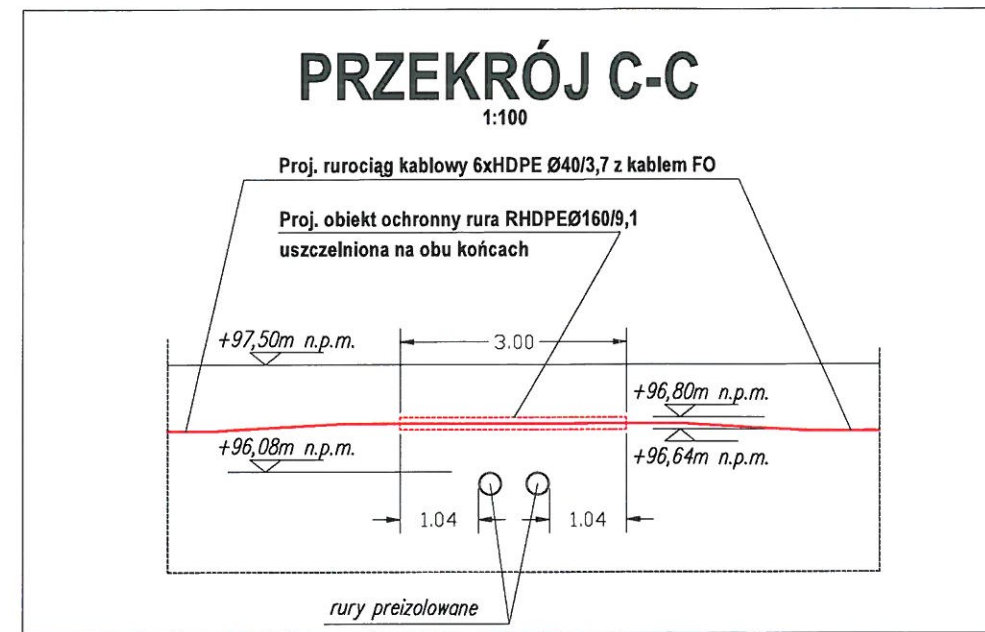 PRZEKRÓJ C-C
1:100
Proj. rurociąg kablowy 6xHDPE Ø40/3,7 z kablem FO
Proj. obiekt ochronny rura RHDPEØ160/9,1
uszczelniona na obu końcach
+97,50m n.p.m.
3.00
+96,80m n.p.m.
+96,08m n.p.m.
+96,64m n.p.m.
1.04
1.04
rury preizolowane